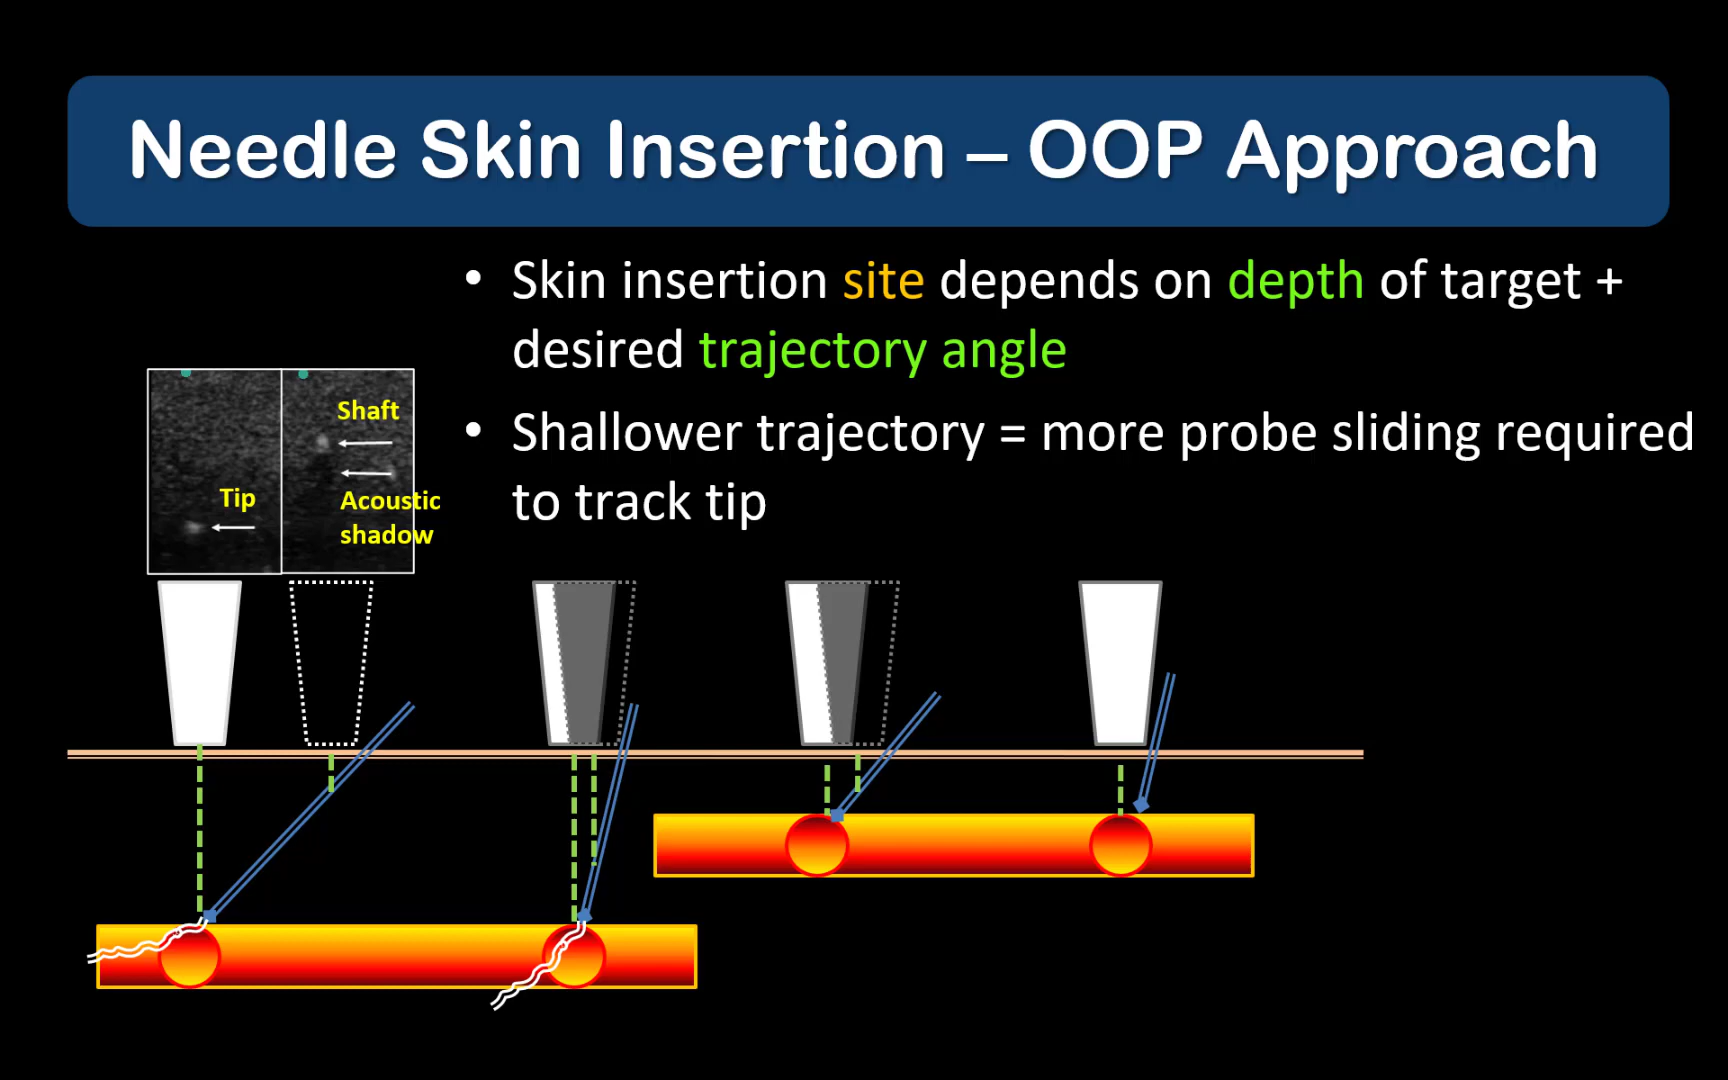 Needle Skin Insertion – OOP Approach
• Skin insertion site depends on depth of target +
desired trajectory angle
• Shallower trajectory = more probe sliding required
to track tip
Shaft
Tip
Acoustic
shadow